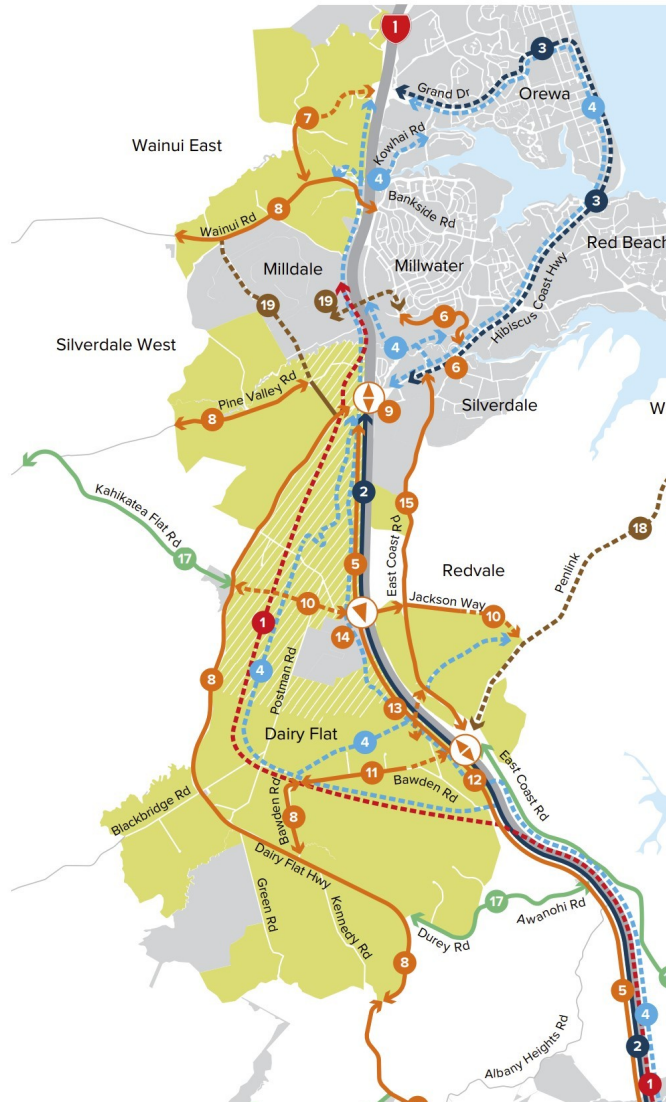 1
3
Grand Dr
Orewa
4
7
Wainui East
Kowhai Rd
4
8
Bankside Rd
3
Wainui Rd
Red Beach
Milldale
Millwater
19
19
6
Hibiscus Coast Hwy
4
Silverdale West
6
Pine Valley Rd
8
9
Silverdale
W
2
15
18
Kahikatea Flat Rd
East Coast Rd
Penlink
17
5
Redvale
10
Jackson Way
10
1
14
4
8
Postman Rd
13
Dairy Flat
4
12
11
Bawden Rd
East Coast Rd
Blackbridge Rd
Bawden Rd
8
Dairy Flat Hwy
17
Awanohi Rd
Green Rd
Kennedy Rd
Durey Rd
8
5
4
2
Albany Heights Rd
1